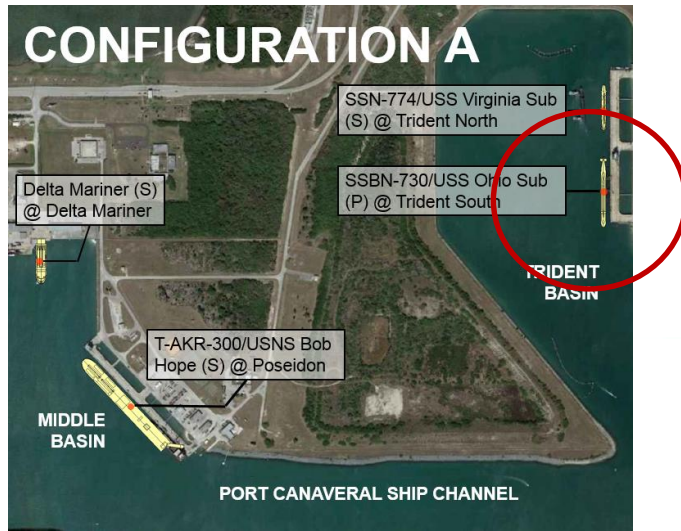 CONFIGURATION A
SSN-774/USS Virginia Sub
(S) @ Trident North
SSBN-730/USS Ohio Sub
(P) @ Trident South
Delta Mariner (S)
@ Delta Mariner
TRIDENT
BASIN
T-AKR-300/USNS Bob
Hope (S) @ Poseidon
MIDDLE
BASIN
PORT CANAVERAL SHIP CHANNEL